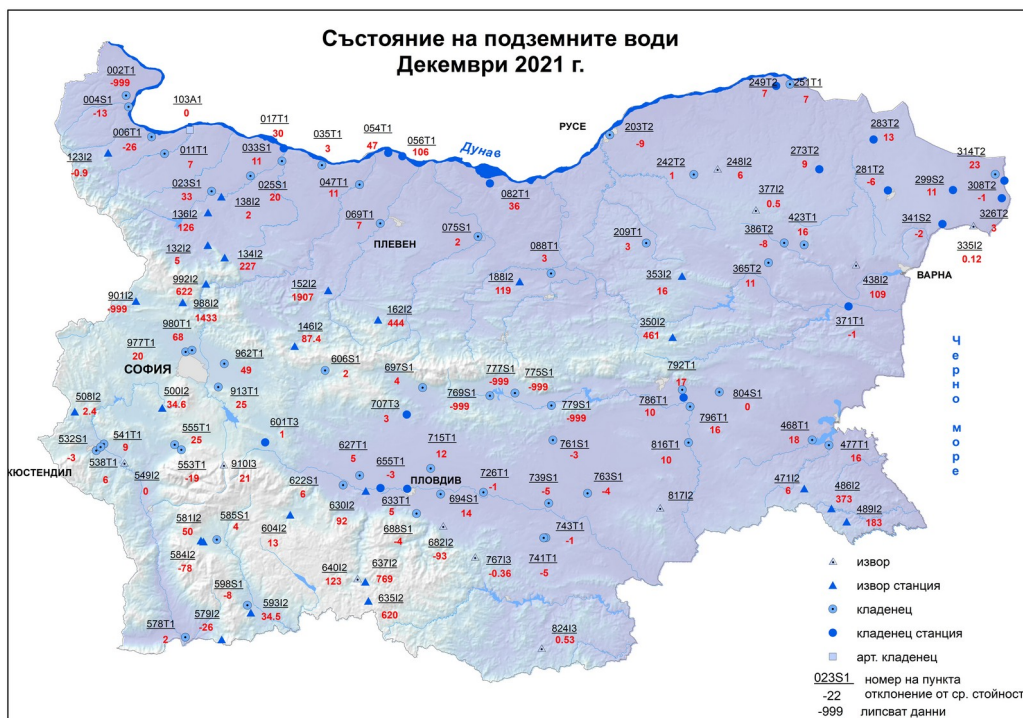 Състояние на подземните води
Декември 2021 г.
002T1
-999
004S1
-13
103A1
0
006T1
-26
011T1
7
123I2
-0.9
017T1
30
033S1
11
035T1
3
054T1
47
056T1
106
Дунав
РУСЕ
203T2
-9
249T2
7
251T1
7
283T2
13
314T2
23
023S1
33
025S1
20
138I2
2
136I2
126
047T1
11
082T1
36
242T2
1
248I2
6
273T2
9
281T2
-6
299S2
11
308T2
-1
377I2
0.5
326T2
3
069T1
7
ПЛЕВЕН
075S1
2
088T1
3
209T1
3
386T2
-8
423T1
16
341S2
-2
335I2
0.12
132I2
5
134I2
227
992I2
622
901I2
-999
988I2
1433
152I2
1907
188I2
119
353I2
16
365T2
11
438I2
109
ВАРНА
162I2
444
146I2
87.4
350I2
461
371T1
-1
980T1
68
977T1
20
СОФИЯ
962T1
49
606S1
2
697S1
4
777S1
-999
775S1
-999
769S1
-999
779S1
-999
792T1
17
786T1
10
804S1
0
796T1
16
Черно море
508I2
2.4
500I2
34.6
913T1
25
707T3
3
601T3
1
532S1
-3
541T1
9
538T1
6
КЮСТЕНДИЛ
549I2
0
555T1
25
553T1
-19
910I3
21
627T1
5
715T1
12
761S1
-3
816T1
10
468T1
18
477T1
16
655T1
-3
ПЛОВДИВ
622S1
6
630I2
92
633T1
5
694S1
14
726T1
-1
739S1
-5
763S1
-4
817I2
471I2
6
486I2
373
489I2
183
581I2
50
585S1
4
604I2
13
688S1
-4
682I2
-93
743T1
-1
741T1
-5
584I2
-78
640I2
123
637I2
769
767I3
-0.36
598S1
-8
593I2
34.5
635I2
620
578T1
2
579I2
-26
824I3
0.53
извор
извор станция
кладенец
кладенец станция
арт. кладенец
023S1 номер на пункта
-22 отклонение от ср. стойност
-999 липсват данни